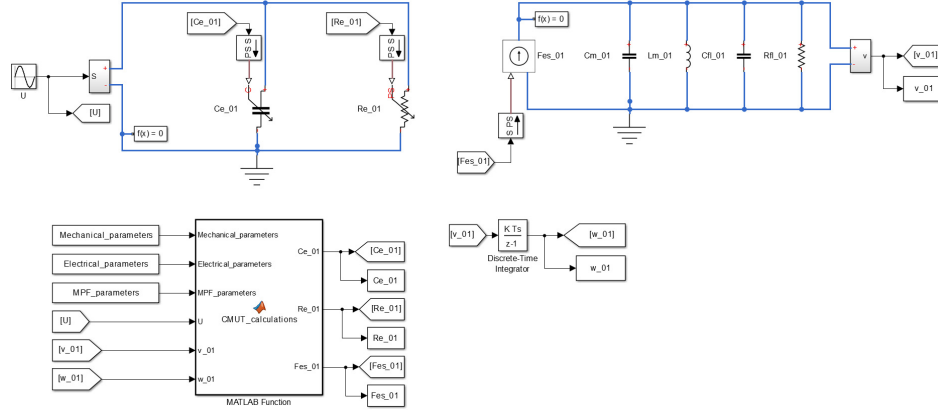 [Ce_01]
[Re_01]
PS S
PS S
U
S
+
-
[U]
f(x) = 0
Ce_01
C
Re_01
PS
f(x) = 0
Fes_01
Cm_01
Lm_01
Cfl_01
Rfl_01
+
-
v
[v_01]
v_01
S PS
[Fes_01]
Mechanical_parameters
Electrical_parameters
MPF_parameters
[U]
[v_01]
[w_01]
Mechanical_parameters
Electrical_parameters
MPF_parameters
U
v_01
w_01
CMUT_calculations
Ce_01
Re_01
Fes_01
MATLAB Function
[Ce_01]
Ce_01
[Re_01]
Re_01
[Fes_01]
Fes_01
[v_01]
K Ts
z-1
Discrete-Time
Integrator
[w_01]
w_01